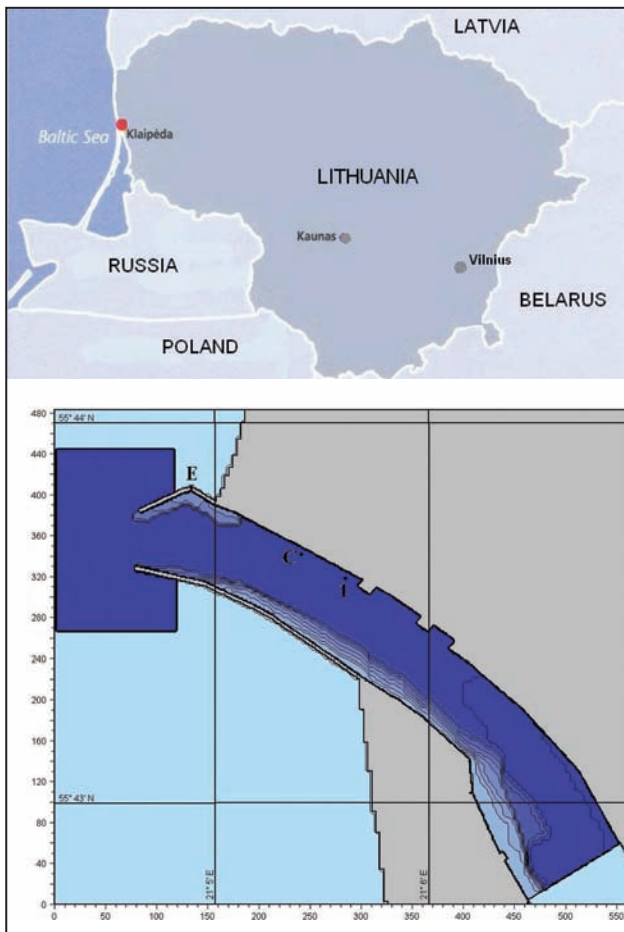 LATVIA
Baltic Sea
Klaipėda
LITHUANIA
Kaunas
Vilnius
RUSSIA
BELARUS
POLAND
480
55° 44' N
440
E
400
360
C
320
1
280
240
200
160
120
55° 43' N
80
40
21° 5' E
21° 6' E
0
0 50 100 150 200 250 300 350 400 450 500 550